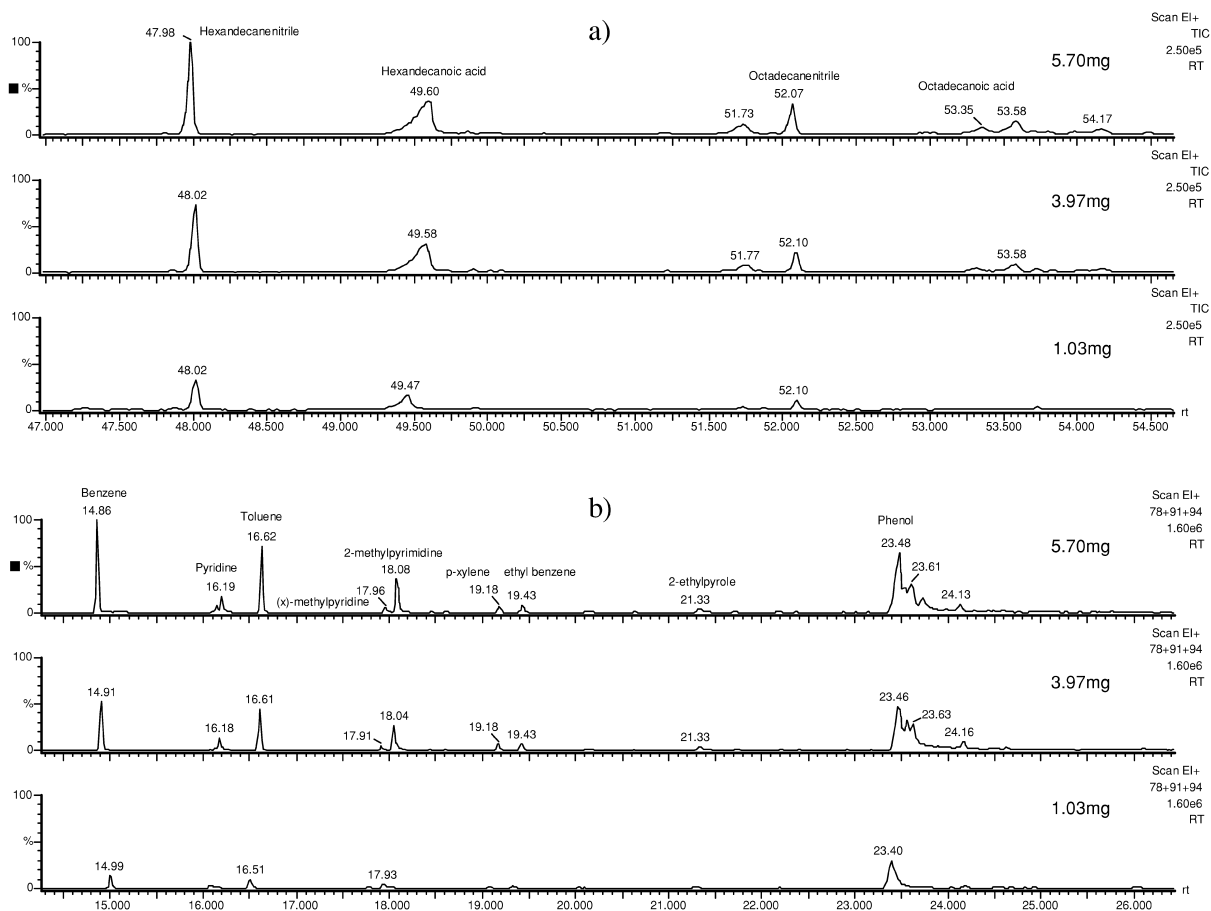 a)
47.98 Hexandecanenitrile
Hexandecanoic acid
49.60
Octadecanenitrile
52.07
51.73
Octadecanoic acid
53.35 53.58
54.17
5.70mg
Scan EI+
TIC
2.50e5
RT
100
%
0
48.02
49.58
51.77
52.10
53.58
3.97mg
Scan EI+
TIC
2.50e5
RT
100
%
0
48.02
49.47
52.10
1.03mg
Scan EI+
TIC
2.50e5
RT
100
%
0
rt
47.000 47.500 48.000 48.500 49.000 49.500 50.000 50.500 51.000 51.500 52.000 52.500 53.000 53.500 54.000 54.500
b)
Benzene
14.86
Pyridine
16.19
Toluene
16.62
(x)-methylpyridine
17.96
2-methylpyrimidine
18.08
p-xylene
19.18
ethyl benzene
19.43
2-ethylpyrole
21.33
Phenol
23.48
23.61
24.13
5.70mg
Scan EI+
78+91+94
1.60e6
RT
100
%
0
14.91
16.18
16.61
17.91
18.04
19.18
19.43
21.33
23.46
23.63
24.16
3.97mg
Scan EI+
78+91+94
1.60e6
RT
100
%
0
14.99
16.51
17.93
23.40
1.03mg
Scan EI+
78+91+94
1.60e6
RT
100
%
0
rt
15.000 16.000 17.000 18.000 19.000 20.000 21.000 22.000 23.000 24.000 25.000 26.000